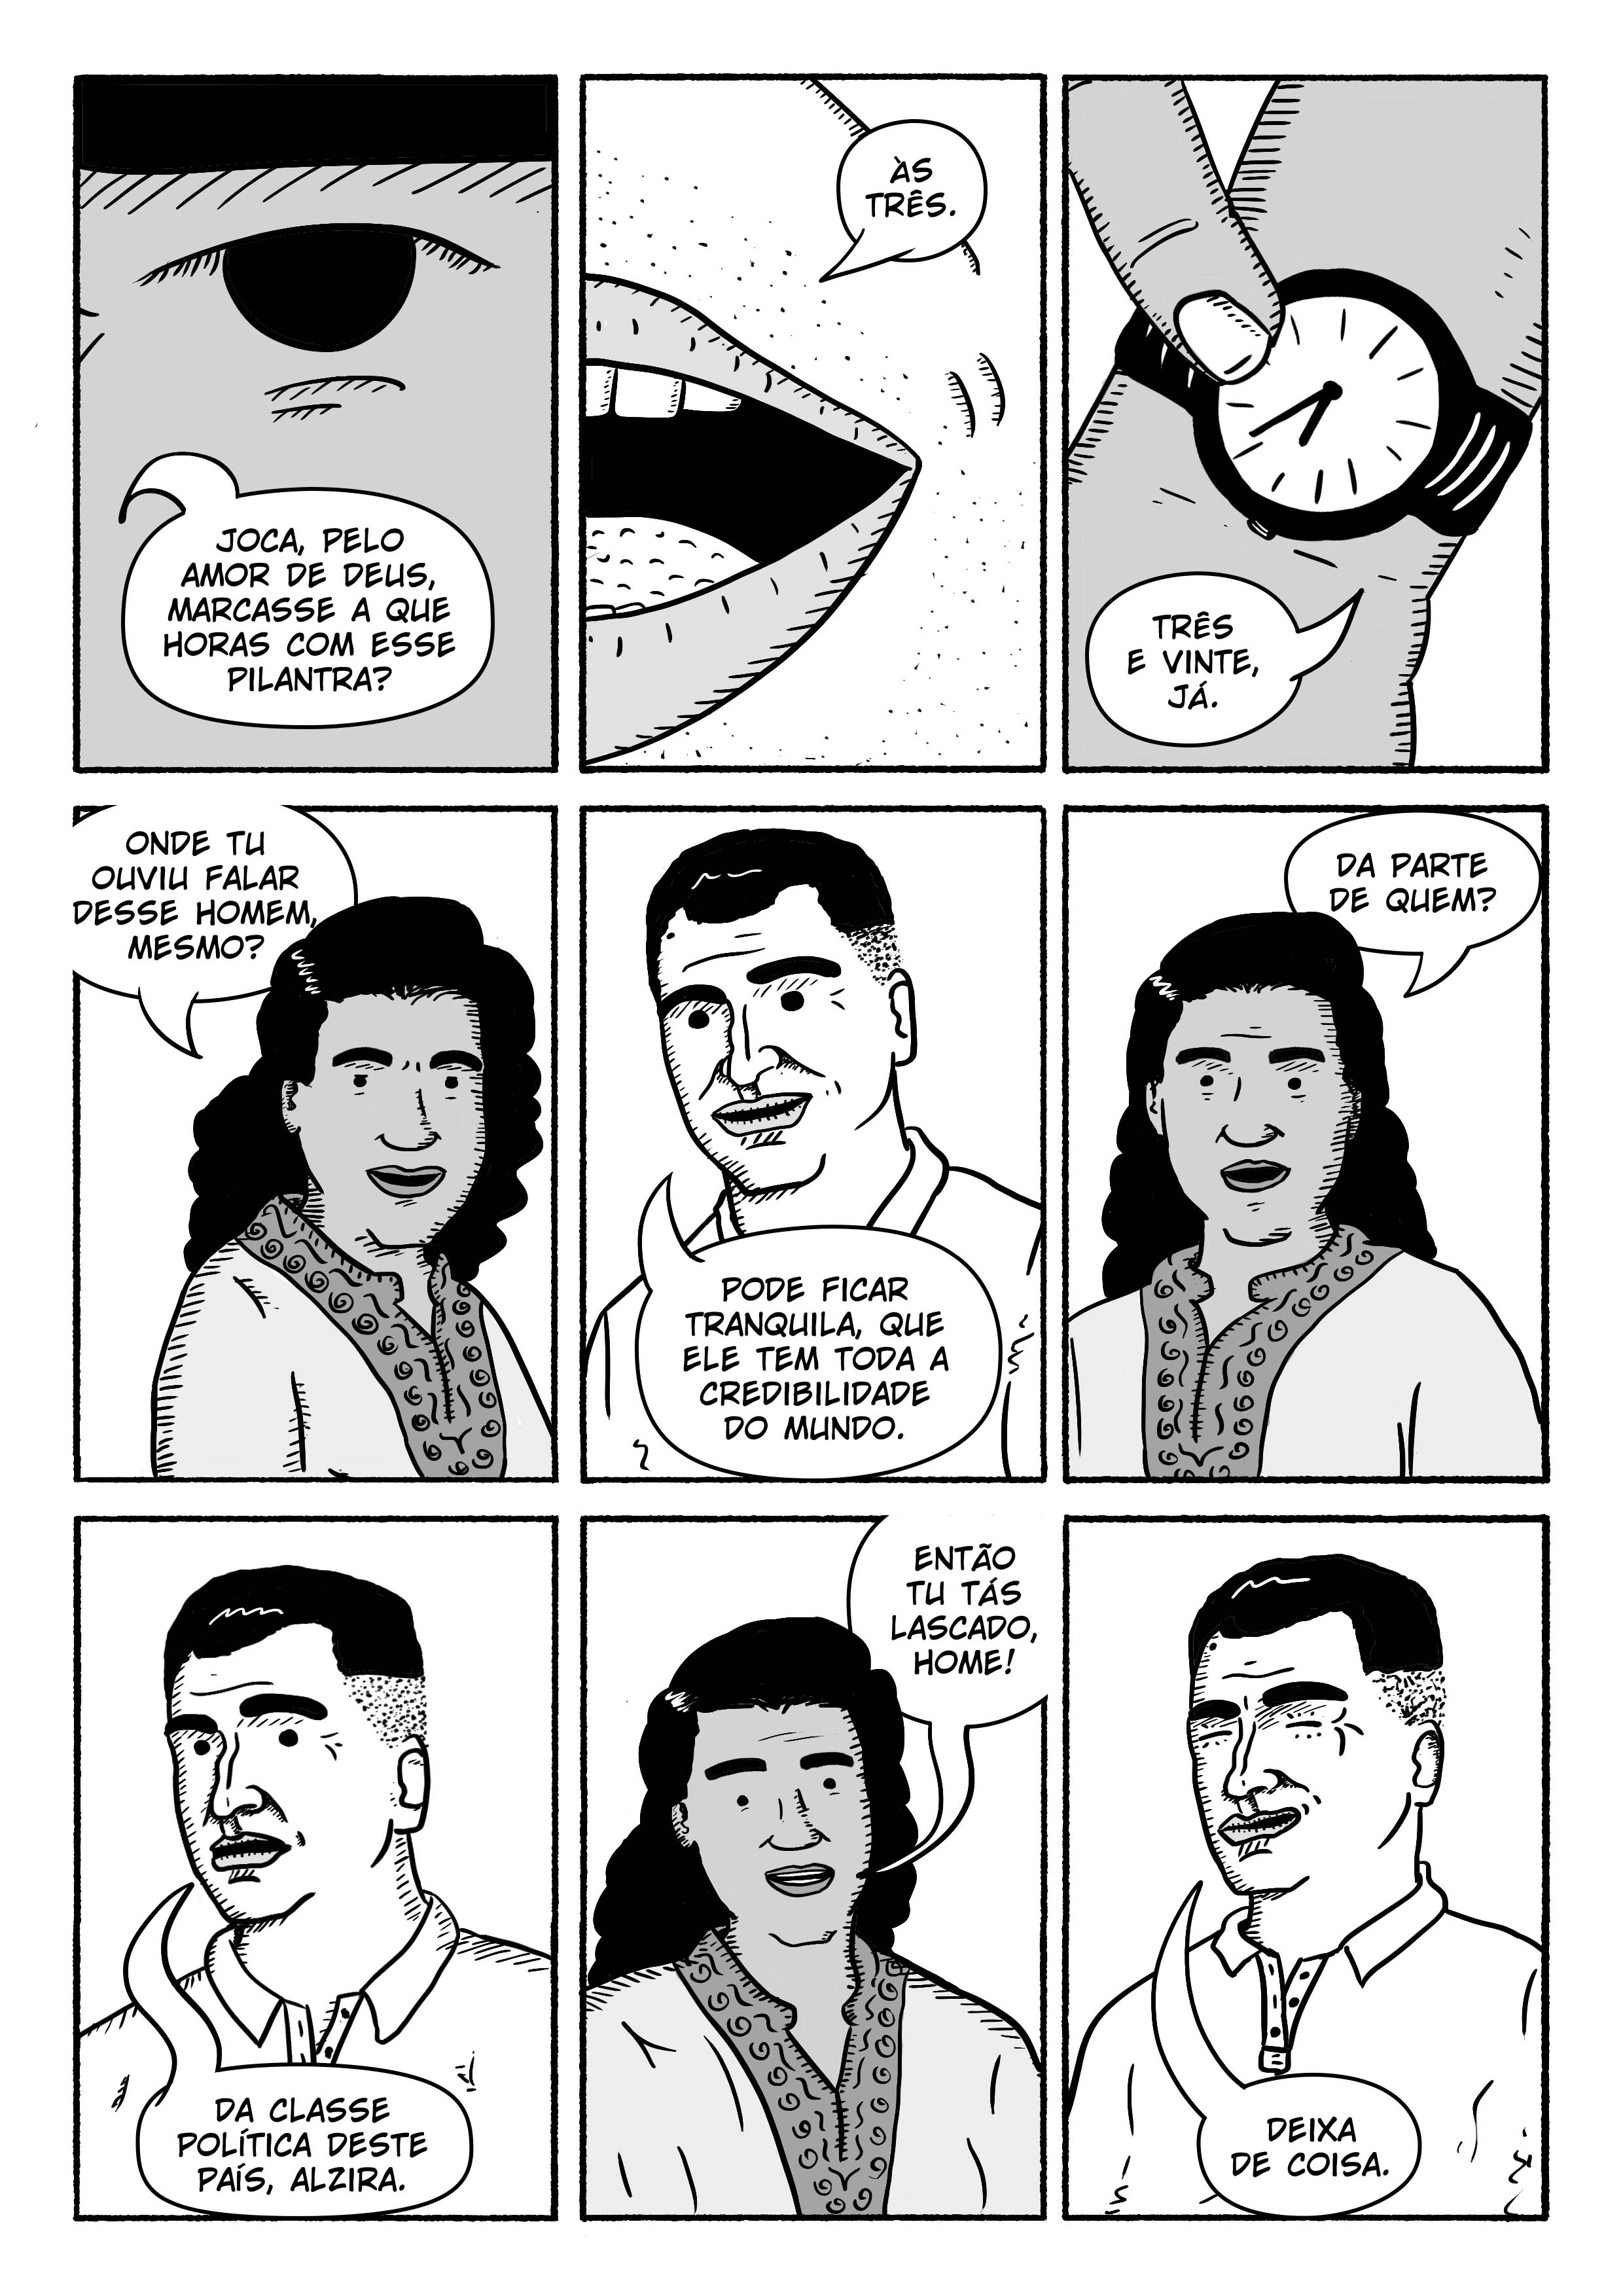 JOCA, PELO
AMOR DE DEUS,
MARCASSE A QUE
HORAS COM ESSE
PILANTRA?
ÀS
TRÊS.
TRÊS
E VINTE,
JÁ.
ONDE TU
OUVIU FALAR
DESSE HOMEM,
MESMO?
PODE FICAR
TRANQUILA, QUE
ELE TEM TODA A
CREDIBILIDADE
DO MUNDO.
DA PARTE
DE QUEM?
DA CLASSE
POLÍTICA DESTE
PAÍS, ALZIRA.
ENTÃO
TU TÁS
LASCADO,
HOME!
DEIXA
DE COISA.